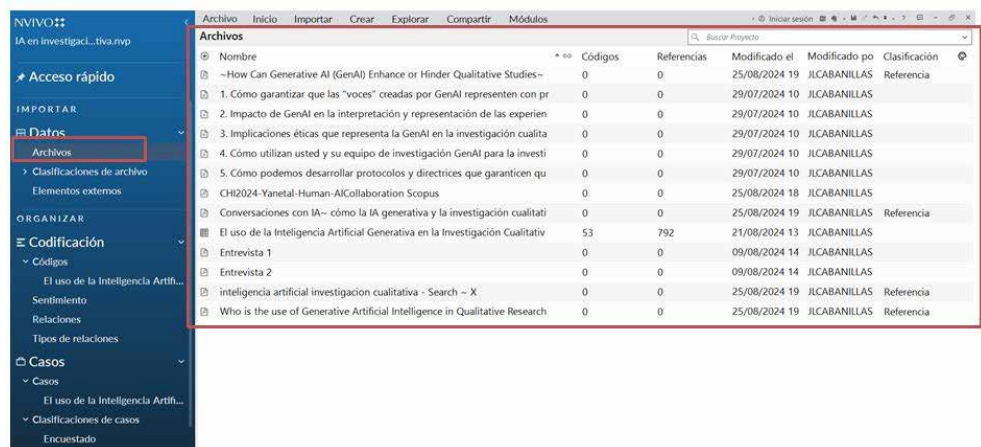 NVIVO
IA en investigaci...tiva.nvp
Acceso rápido
IMPORTAR
Datos
Archivos
Clasificaciones de archivo
Elementos externos
ORGANIZAR
Codificación
Códigos
El uso de la Inteligencia Artifi...
Sentimiento
Relaciones
Tipos de relaciones
Casos
Casos
El uso de la Inteligencia Artifi...
Clasificaciones de casos
Encuestado
Archivo Inicio Importar Crear Explorar Compartir Módulos Iniciar sesión
Archivos Buscar Proyecto
Nombre Códigos Referencias Modificado el Modificado po Clasificación
~How Can Generative AI (GenAI) Enhance or Hinder Qualitative Studies~ 0 0 25/08/2024 19 JLCABANILLAS Referencia
1. Cómo garantizar que las "voces" creadas por GenAI representen con pr 0 0 29/07/2024 10 JLCABANILLAS
2. Impacto de GenAI en la interpretación y representación de las experien 0 0 29/07/2024 10 JLCABANILLAS
3. Implicaciones éticas que representa la GenAI en la investigación cualita 0 0 29/07/2024 10 JLCABANILLAS
4. Cómo utilizan usted y su equipo de investigación GenAI para la investi 0 0 29/07/2024 10 JLCABANILLAS
5. Cómo podemos desarrollar protocolos y directrices que garanticen qu 0 0 29/07/2024 10 JLCABANILLAS
CHI2024-Yanetal-Human-AICollaboration Scopus 0 0 25/08/2024 18 JLCABANILLAS
Conversaciones con IA~ cómo la IA generativa y la investigación cualitati 0 0 25/08/2024 19 JLCABANILLAS Referencia
El uso de la Inteligencia Artificial Generativa en la Investigación Cualitativ 53 792 21/08/2024 13 JLCABANILLAS
Entrevista 1 0 0 09/08/2024 14 JLCABANILLAS
Entrevista 2 0 0 09/08/2024 14 JLCABANILLAS
inteligencia artificial investigacion cualitativa - Search ~ X 0 0 25/08/2024 19 JLCABANILLAS Referencia
Who is the use of Generative Artificial Intelligence in Qualitative Research 0 0 25/08/2024 19 JLCABANILLAS Referencia